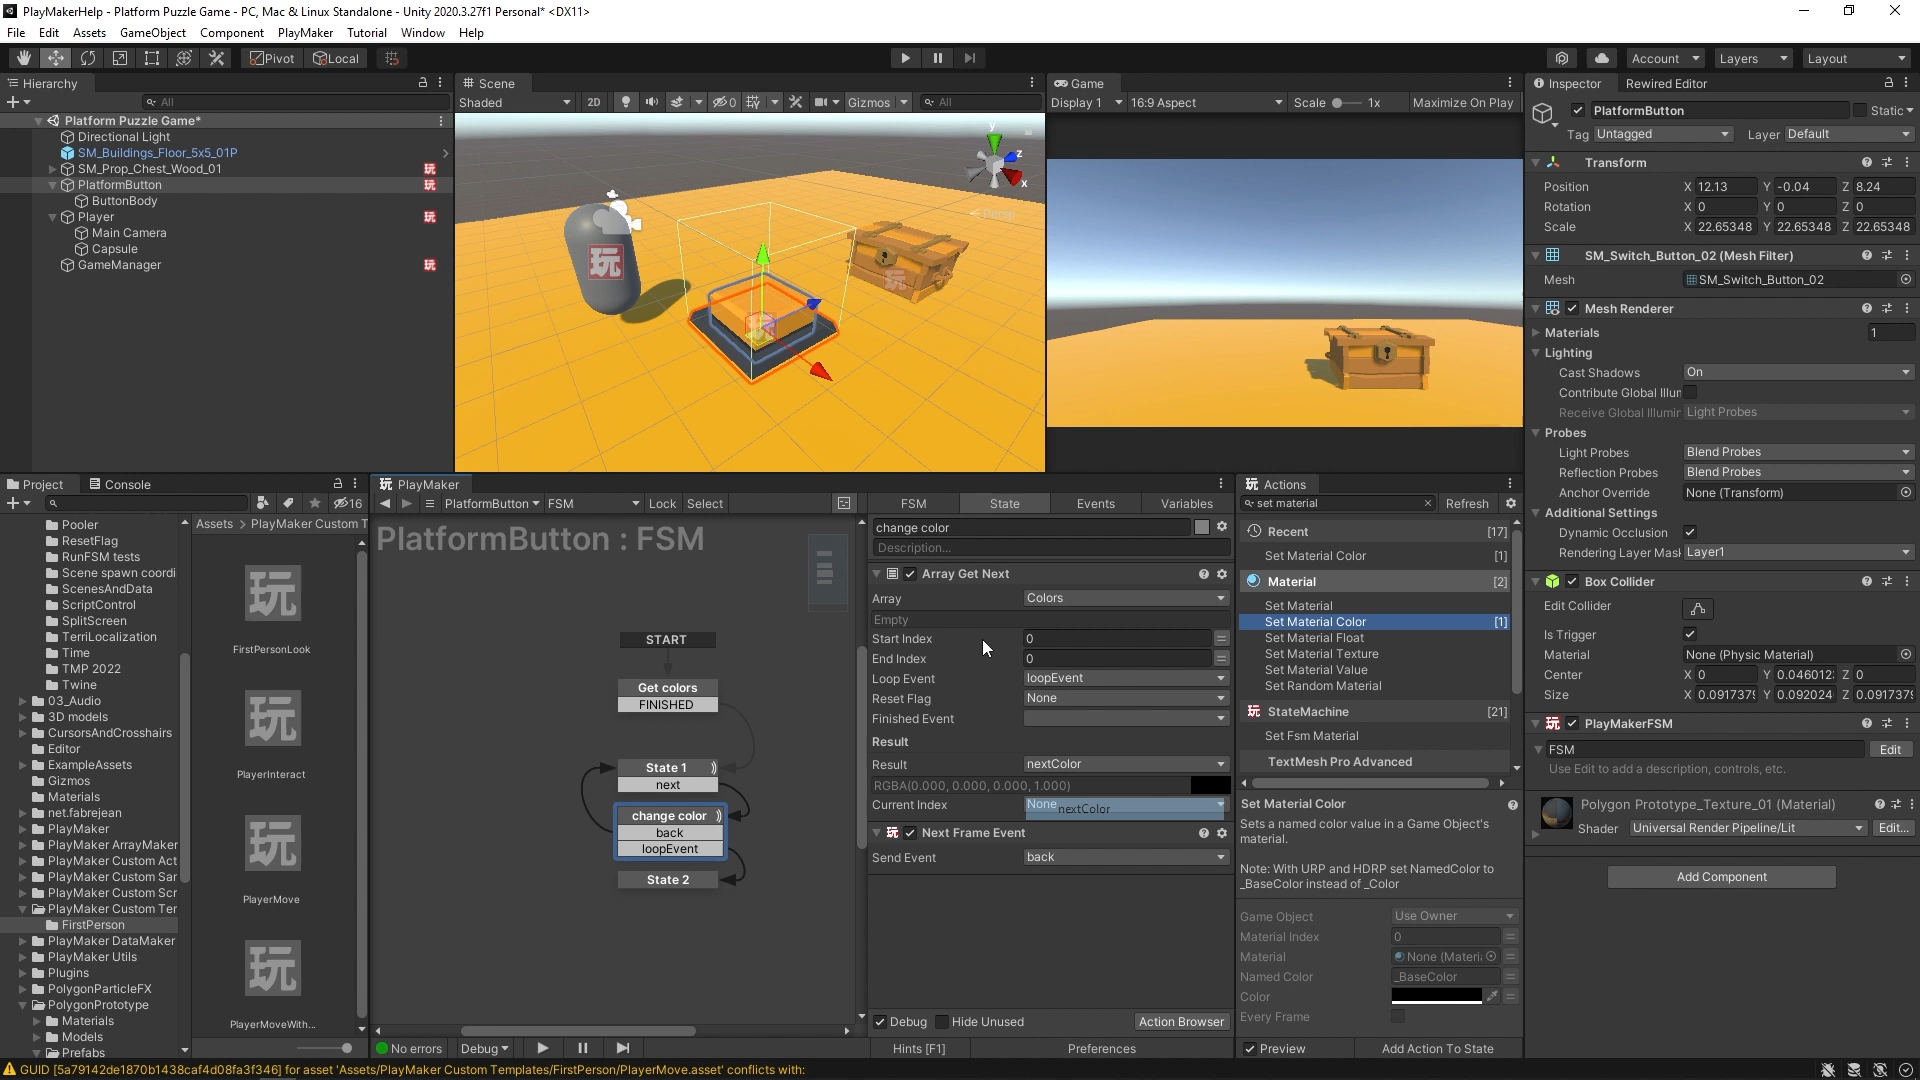 PlayMakerHelp - Platform Puzzle Game - PC, Mac & Linux Standalone - Unity 2020.3.27f1 Personal* <DX11>
File Edit Assets GameObject Component PlayMaker Tutorial Window Help
Pivot Local Account Layers Layout
Hierarchy
All
Platform Puzzle Game*
Directional Light
SM_Buildings_Floor_5x5_01P
SM_Prop_Chest_Wood_01
PlatformButton
ButtonBody
Player
Main Camera
Capsule
GameManager
Scene
Shaded 2D 0 Gizmos All
y
z
x
Persp
Game
Display 1 16:9 Aspect Scale 1x Maximize On Play
Inspector Rewired Editor
PlatformButton Static
Tag Untagged Layer Default
Transform
Position X 12.13 Y -0.04 Z 8.24
Rotation X 0 Y 0 Z 0
Scale X 22.65348 Y 22.65348 Z 22.65348
SM_Switch_Button_02 (Mesh Filter)
Mesh SM_Switch_Button_02
Mesh Renderer
Materials 1
Lighting
Cast Shadows On
Contribute Global Illur
Receive Global Illumir Light Probes
Probes
Light Probes Blend Probes
Reflection Probes Blend Probes
Anchor Override None (Transform)
Additional Settings
Dynamic Occlusion
Rendering Layer Mask Layer1
Box Collider
Edit Collider
Is Trigger
Material None (Physic Material)
Center X 0 Y 0.046012 Z 0
Size X 0.0917379 Y 0.092024 Z 0.0917379
PlayMakerFSM
FSM Edit
Use Edit to add a description, controls, etc.
Polygon Prototype_Texture_01 (Material)
Shader Universal Render Pipeline/Lit Edit...
Add Component
Project Console
16
Assets > PlayMaker Custom T
Pooler
ResetFlag
RunFSM tests
Scene spawn coordi
ScenesAndData
ScriptControl
SplitScreen
TerriLocalization
Time
TMP 2022
Twine
03_Audio
3D models
CursorsAndCrosshairs
Editor
ExampleAssets
Gizmos
Materials
net.fabrejean
PlayMaker
PlayMaker ArrayMaker
PlayMaker Custom Act
PlayMaker Custom Sar
PlayMaker Custom Scr
PlayMaker Custom Ter
FirstPerson
PlayMaker DataMaker
PlayMaker Utils
Plugins
PolygonParticleFX
PolygonPrototype
Materials
Models
Prefabs
玩
FirstPersonLook
玩
PlayerInteract
玩
PlayerMove
玩
PlayerMoveWith...
PlayMaker
PlatformButton FSM Lock Select
PlatformButton : FSM
START
Get colors
FINISHED
State 1
next
change color
back
loopEvent
State 2
No errors Debug
FSM State Events Variables
change color
Description...
Array Get Next
Array Colors
Empty
Start Index 0
End Index 0
Loop Event loopEvent
Reset Flag None
Finished Event
Result
Result nextColor
RGBA(0.000, 0.000, 0.000, 1.000)
Current Index None nextColor
Next Frame Event
Send Event back
Debug Hide Unused Action Browser
Hints [F1] Preferences
Actions
set material Refresh
Recent [17]
Set Material Color [1]
Material [2]
Set Material
Set Material Color [1]
Set Material Float
Set Material Texture
Set Material Value
Set Random Material
StateMachine [21]
Set Fsm Material
TextMesh Pro Advanced
Set Material Color
Sets a named color value in a Game Object's
material.
Note: With URP and HDRP set NamedColor to
_BaseColor instead of _Color
Game Object Use Owner
Material Index 0
Material None (Materi
Named Color _BaseColor
Color
Every Frame
Preview Add Action To State
GUID [5a79142de1870b1438caf4d08fa3f346] for asset 'Assets/PlayMaker Custom Templates/FirstPerson/PlayerMove.asset' conflicts with: